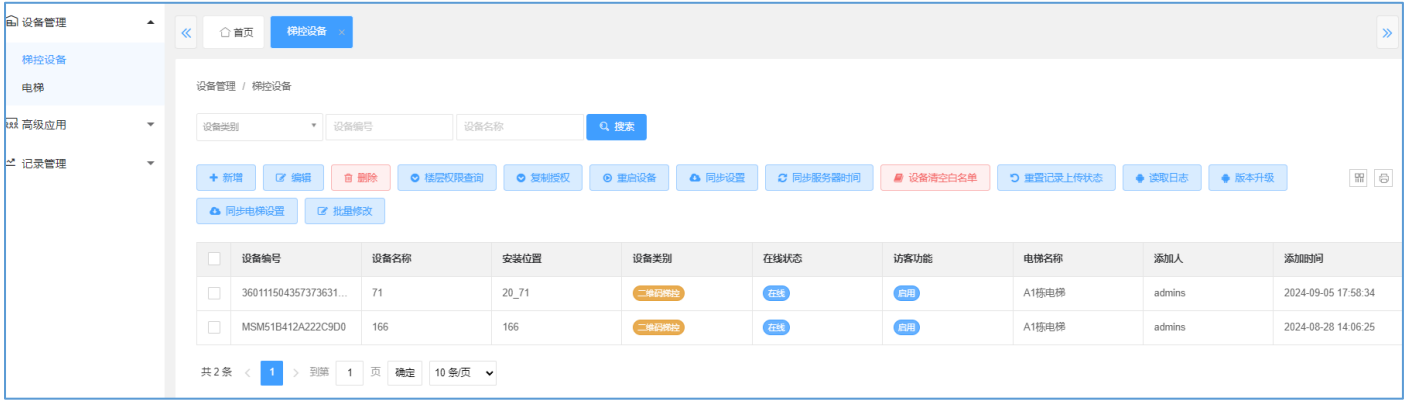 设备管理
梯控设备
电梯
高级应用
记录管理
首页 梯控设备
设备管理 / 梯控设备
设备类别 设备编号 设备名称 搜索
新增 编辑 删除 楼层权限查询 复制授权 重启设备 同步设置 同步服务器时间 设备清空白名单 重置记录上传状态 读取日志 版本升级
同步电梯设置 批量修改
设备编号 设备名称 安装位置 设备类别 在线状态 访客功能 电梯名称 添加人 添加时间
360111504357373631... 71 20_71 二维码梯控 在线 启用 A1栋电梯 admins 2024-09-05 17:58:34
MSM51B412A222C9D0 166 166 二维码梯控 在线 启用 A1栋电梯 admins 2024-08-28 14:06:25
共 2 条 1 到第 1 页 确定 10 条/页